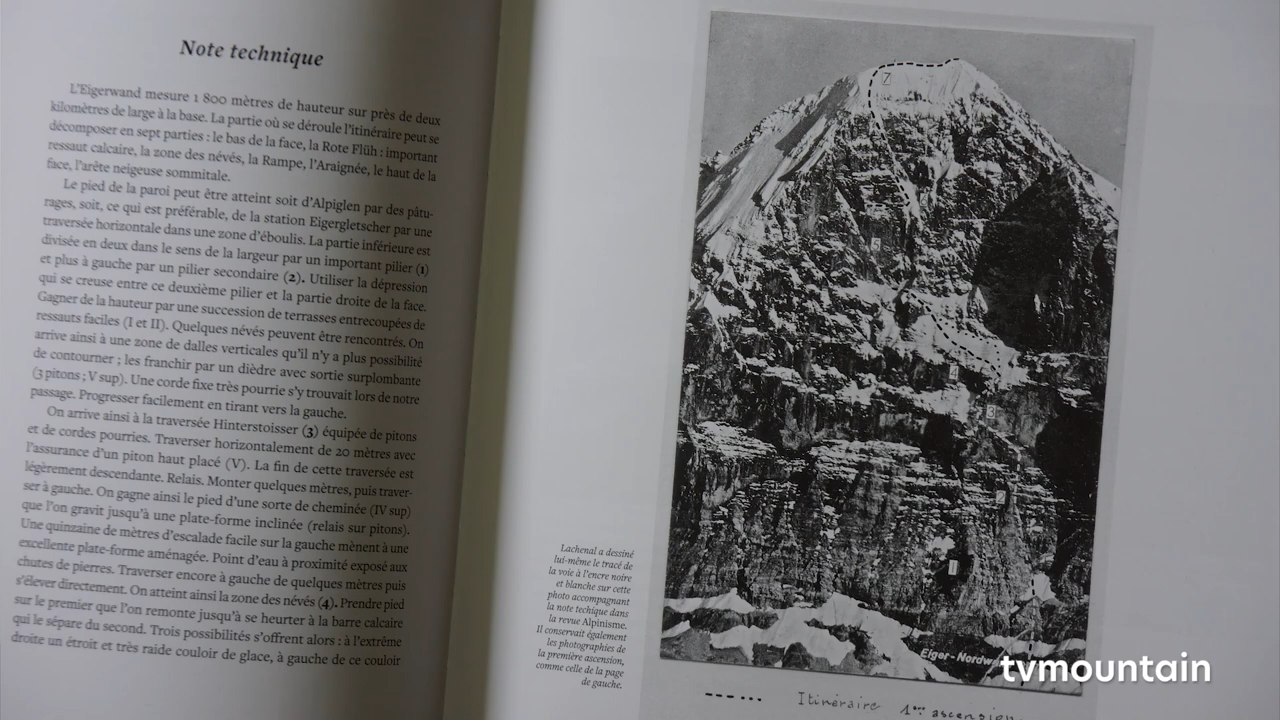 Note technique
L'Eigerwand mesure 1 800 mètres de hauteur sur près de deux
kilomètres de large à la base. La partie où se déroule l'itinéraire peut se
décomposer en sept parties : le bas de la face, la Rote Flüh : important
ressaut calcaire, la zone des névés, la Rampe, l'Araignée, le haut de la
face, l'arête neigeuse sommitale.
Le pied de la paroi peut être atteint soit d'Alpiglen par des pâtu-
rages, soit, ce qui est préférable, de la station Eigergletscher par une
traversée horizontale dans une zone d'éboulis. La partie inférieure est
divisée en deux dans le sens de la largeur par un important pilier (1)
et plus à gauche par un pilier secondaire (2). Utiliser la dépression
qui se creuse entre ce deuxième pilier et la partie droite de la face.
Gagner de la hauteur par une succession de terrasses entrecoupées de
ressauts faciles (I et II). Quelques névés peuvent être rencontrés. On
arrive ainsi à une zone de dalles verticales qu'il n'y a plus possibilité
de contourner ; les franchir par un dièdre avec sortie surplombante
(3 pitons ; V sup). Une corde fixe très pourrie s'y trouvait lors de notre
passage. Progresser facilement en tirant vers la gauche.
On arrive ainsi à la traversée Hinterstoisser (3) équipée de pitons
et de cordes pourries. Traverser horizontalement de 20 mètres avec
l'assurance d'un piton haut placé (V). La fin de cette traversée est
légèrement descendante. Relais. Monter quelques mètres, puis traver-
ser à gauche. On gagne ainsi le pied d'une sorte de cheminée (IV sup)
que l'on gravit jusqu'à une plate-forme inclinée (relais sur pitons).
Une quinzaine de mètres d'escalade facile sur la gauche mènent à une
excellente plate-forme aménagée. Point d'eau à proximité exposé aux
chutes de pierres. Traverser encore à gauche de quelques mètres puis
s'élever directement. On atteint ainsi la zone des névés (4). Prendre pied
sur le premier que l'on remonte jusqu'à se heurter à la barre calcaire
qui le sépare du second. Trois possibilités s'offrent alors : à l'extrême
droite un étroit et très raide couloir de glace, à gauche de ce couloir
Lachenal a dessiné
lui-même le tracé de
la voie à l'encre noire
et blanche sur cette
photo accompagnant
la note techique dans
la revue Alpinisme.
Il conservait également
les photographies de
la première ascension,
comme celle de la page
de gauche.
7
5
4
3
2
1
Eiger-Nordw
Itinéraire 1ère ascension
tvmountain